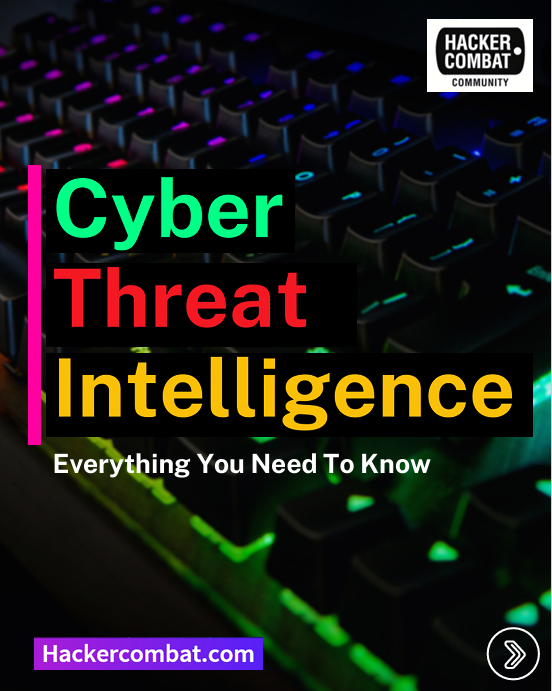 HACKER
COMBAT
COMMUNITY
Cyber
Threat
Intelligence
Everything You Need To Know
Hackercombat.com